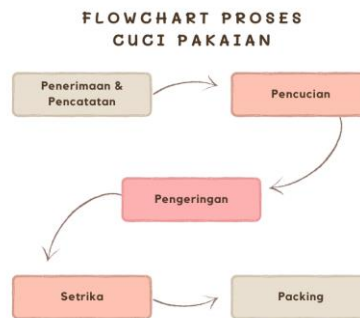 FLOWCHART PROSES
CUCI PAKAIAN
Penerimaan &
Pencatatan
Pencucian
Pengeringan
Setrika
Packing